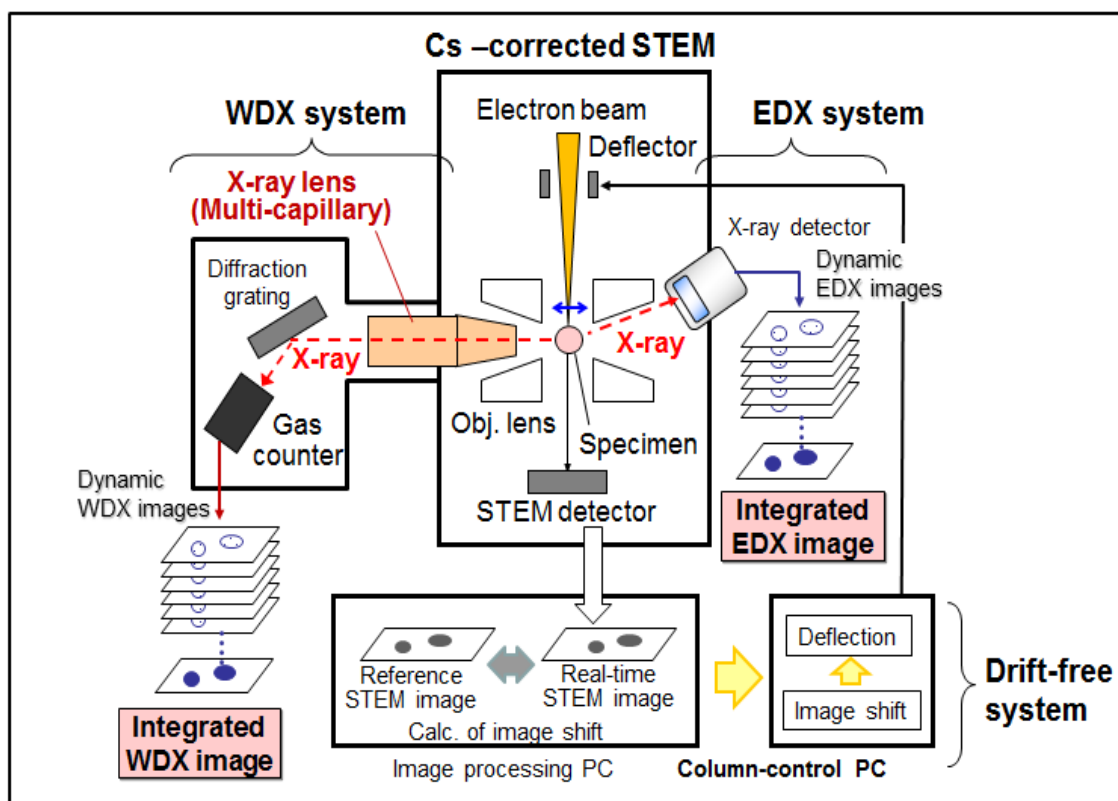 Cs –corrected STEM
WDX system
Electron beam
EDX system
Deflector
X-ray lens
(Multi-capillary)
X-ray detector
Diffraction
grating
Dynamic
EDX images
X-ray
X-ray
Obj. lens
Specimen
Gas
counter
Dynamic
WDX images
STEM detector
Integrated
EDX image
Reference
STEM image
Real-time
STEM image
Calc. of image shift
Image processing PC
Deflection
Image shift
Column-control PC
Drift-free
system
Integrated
WDX image